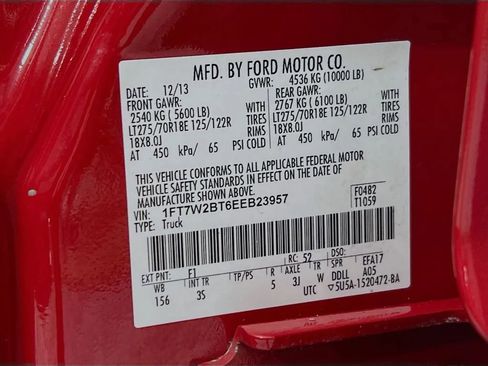 MFD. BY FORD MOTOR CO.
DATE: 12/13 GVWR: 4536 KG (10000 LB)
FRONT GAWR: REAR GAWR:
2540 KG ( 5600 LB) WITH 2767 KG ( 6100 LB) WITH
LT275/70R18E 125/122R TIRES LT275/70R18E 125/122R TIRES
18X8.0J RIMS 18X8.0J RIMS
AT 450 kPa/ 65 PSI COLD AT 450 kPa/ 65 PSI COLD
THIS VEHICLE CONFORMS TO ALL APPLICABLE FEDERAL MOTOR
VEHICLE SAFETY STANDARDS IN EFFECT ON THE DATE OF
MANUFACTURE SHOWN ABOVE.
VIN: 1FT7W2BT6EEB23957 F0482
TYPE: Truck T1059
EXT PNT: F1 RC: 52 DSO:
WB INT TR TP/PS R AXLE TR SPR EFA17
156 3S 5 3J W DDLL A05
UTC ▽5U5A-1520472-BA